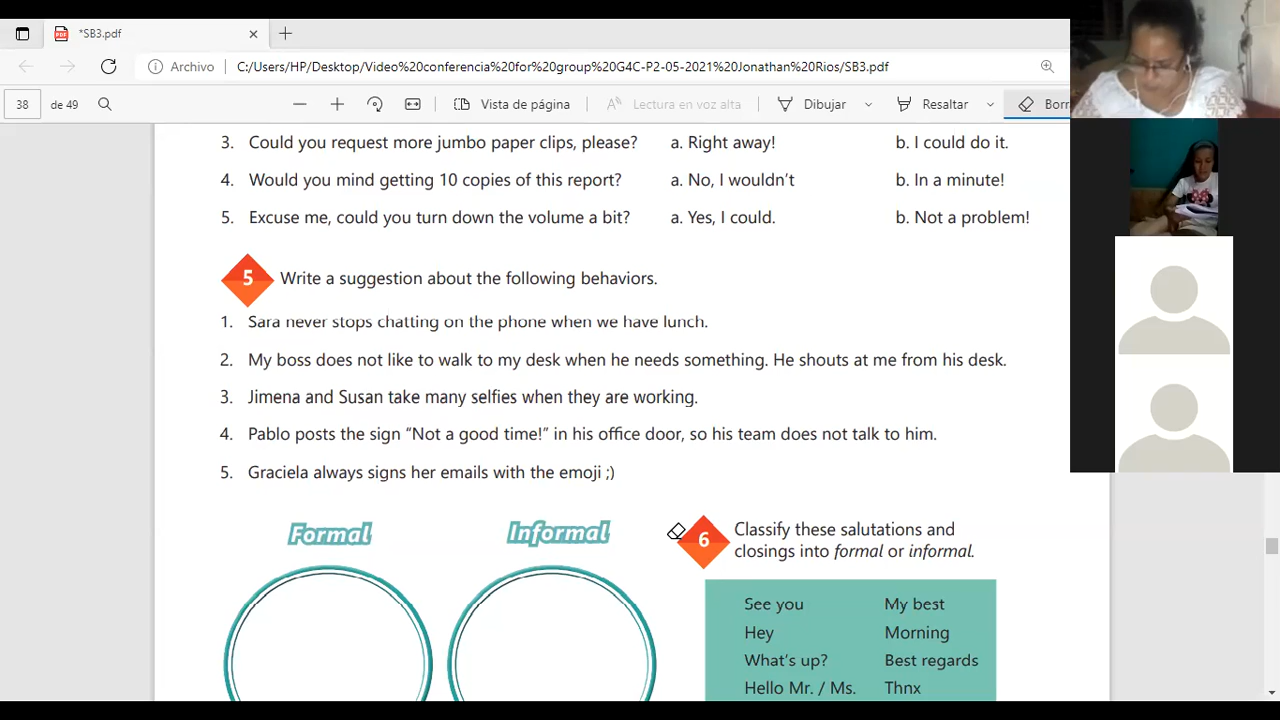 *SB3.pdf
Archivo C:/Users/HP/Desktop/Video%20conferencia%20for%20group%20G4C-P2-05-2021%20Jonathan%20Rios/SB3.pdf
38 de 49 Vista de página Lectura en voz alta Dibujar Resaltar Borr
3. Could you request more jumbo paper clips, please? a. Right away! b. I could do it.
4. Would you mind getting 10 copies of this report? a. No, I wouldn't b. In a minute!
5. Excuse me, could you turn down the volume a bit? a. Yes, I could. b. Not a problem!
5 Write a suggestion about the following behaviors.
1. Sara never stops chatting on the phone when we have lunch.
2. My boss does not like to walk to my desk when he needs something. He shouts at me from his desk.
3. Jimena and Susan take many selfies when they are working.
4. Pablo posts the sign “Not a good time!” in his office door, so his team does not talk to him.
5. Graciela always signs her emails with the emoji ;)
Formal Informal
6 Classify these salutations and
closings into formal or informal.
See you My best
Hey Morning
What's up? Best regards
Hello Mr. / Ms. Thnx